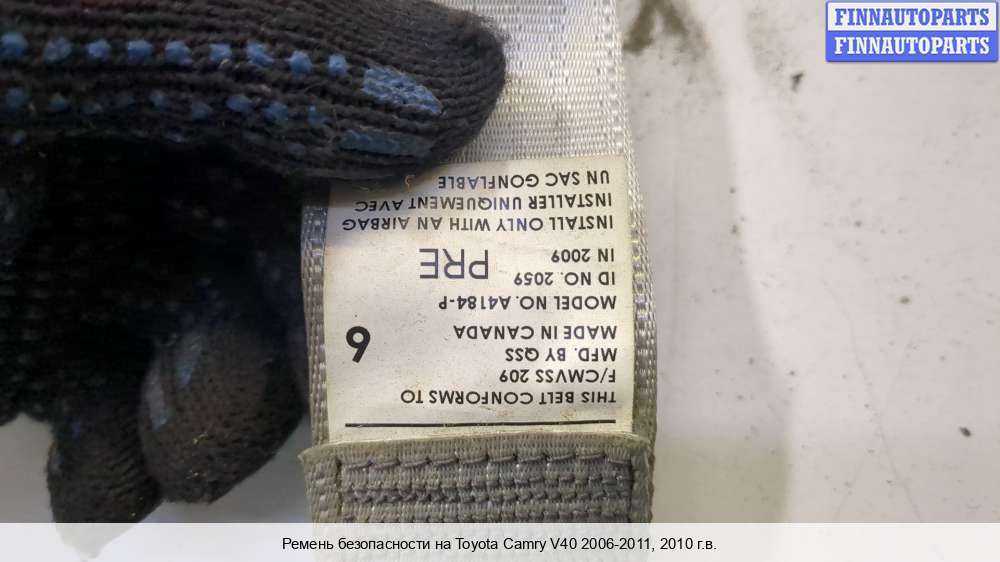 FINNAUTOPARTS
FINNAUTOPARTS
THIS BELT CONFORMS TO
F/CMVSS 209
MFD. BY QSS
MADE IN CANADA
9
MODEL NO. A4184-P
ID NO. 2059
IN 2009
PRE
INSTALL ONLY WITH AN AIRBAG
INSTALLER UNIQUEMENT AVEC
UN SAC GONFLABLE
Ремень безопасности на Toyota Camry V40 2006-2011, 2010 г.в.